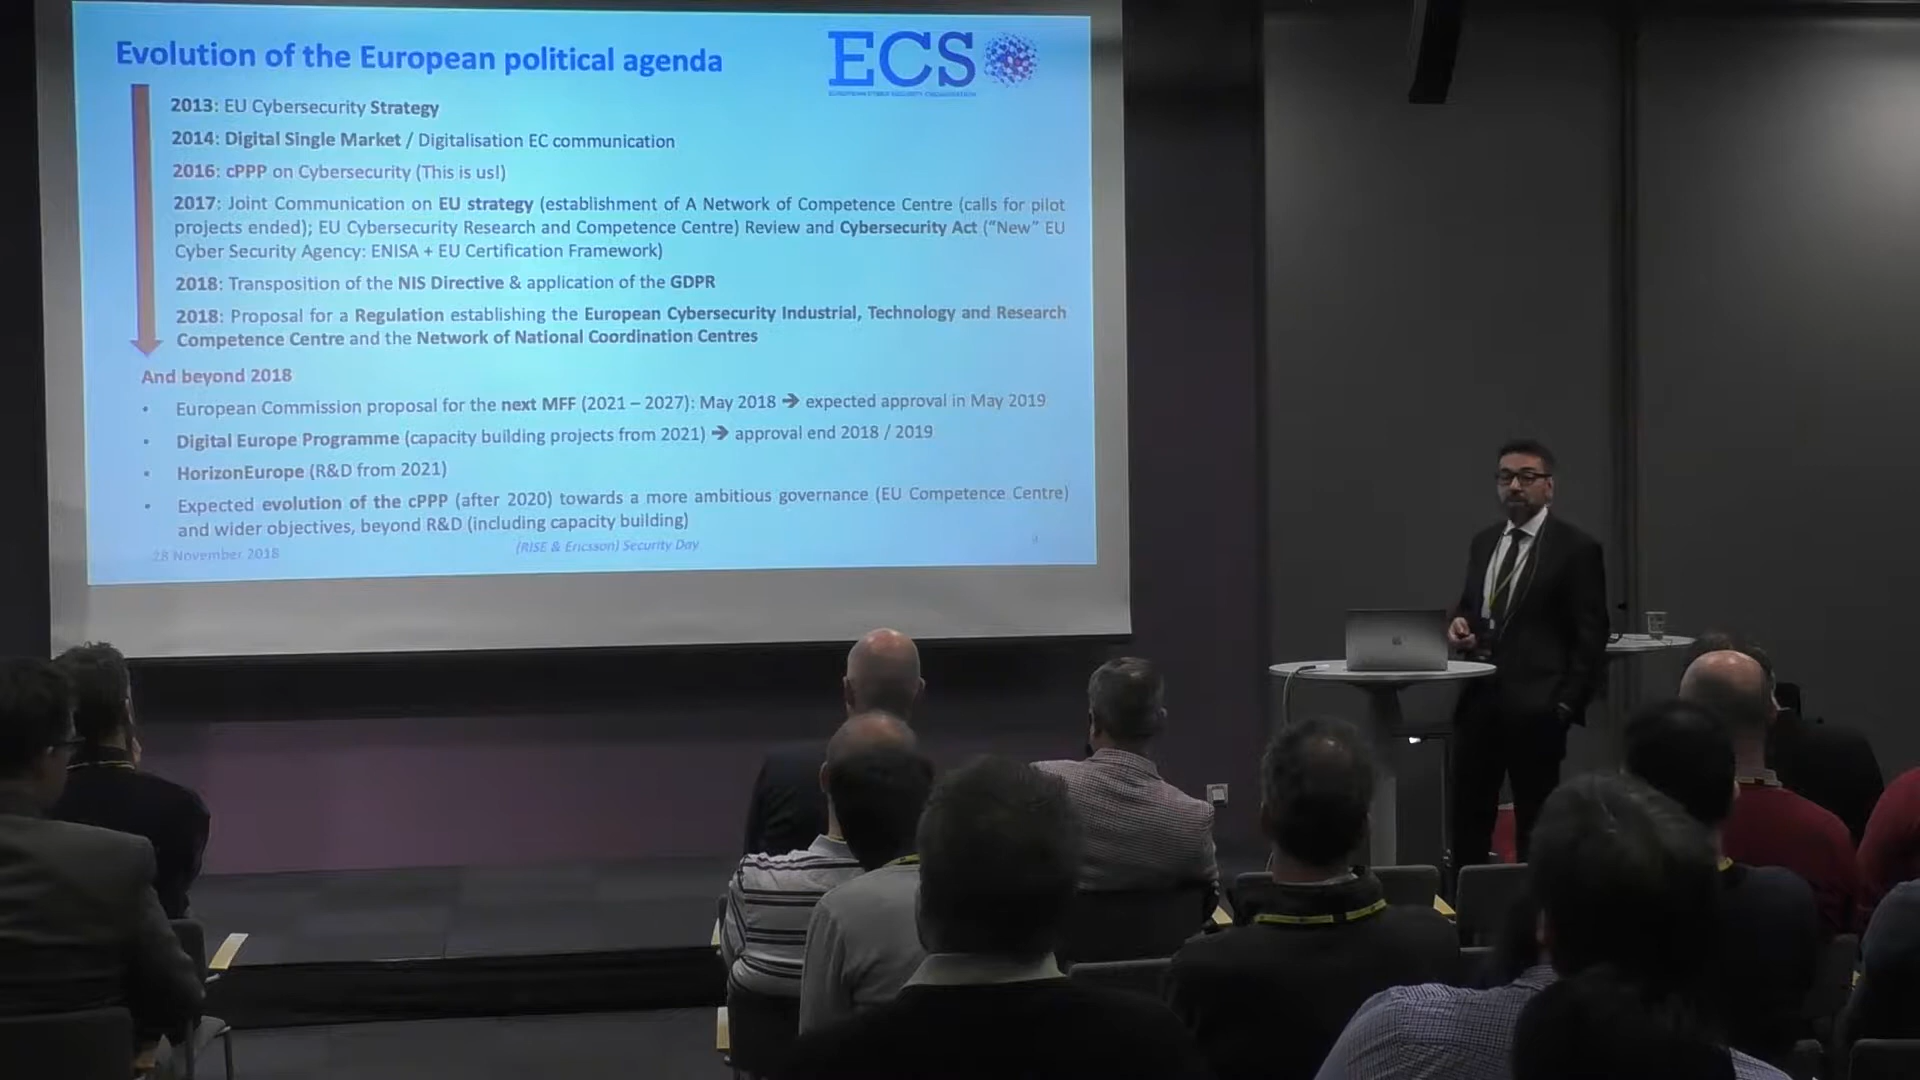 Evolution of the European political agenda
ECS
EUROPEAN CYBER SECURITY ORGANISATION
2013: EU Cybersecurity Strategy
2014: Digital Single Market / Digitalisation EC communication
2016: cPPP on Cybersecurity (This is us!)
2017: Joint Communication on EU strategy (establishment of A Network of Competence Centre (calls for pilot
projects ended); EU Cybersecurity Research and Competence Centre) Review and Cybersecurity Act (“New” EU
Cyber Security Agency: ENISA + EU Certification Framework)
2018: Transposition of the NIS Directive & application of the GDPR
2018: Proposal for a Regulation establishing the European Cybersecurity Industrial, Technology and Research
Competence Centre and the Network of National Coordination Centres
And beyond 2018
• European Commission proposal for the next MFF (2021 – 2027): May 2018 ➔ expected approval in May 2019
• Digital Europe Programme (capacity building projects from 2021) ➔ approval end 2018 / 2019
• HorizonEurope (R&D from 2021)
• Expected evolution of the cPPP (after 2020) towards a more ambitious governance (EU Competence Centre)
and wider objectives, beyond R&D (including capacity building)
28 November 2018
(RISE & Ericsson) Security Day